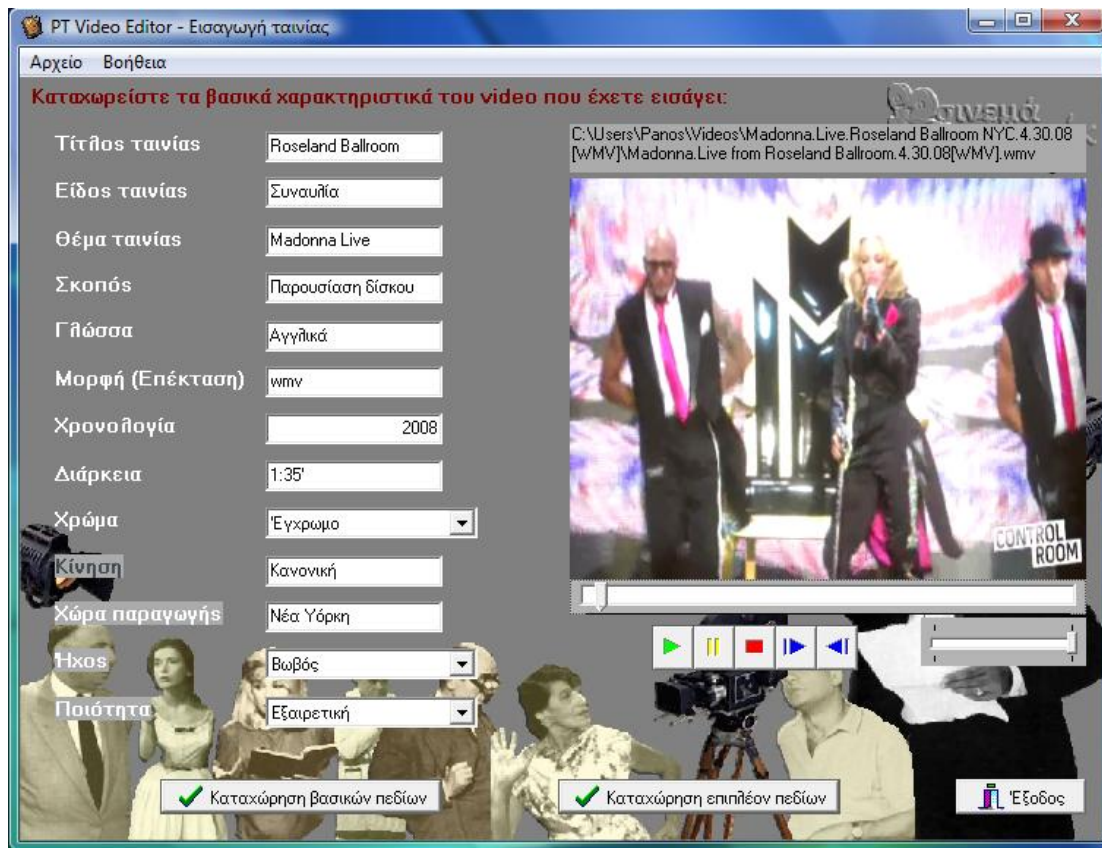 PT Video Editor - Εισαγωγή ταινίας
Αρχείο Βοήθεια
Καταχωρείστε τα βασικά χαρακτηριστικά του video που έχετε εισάγει:
σινεμά
Τίτλος ταινίας Roseland Ballroom
C:\Users\Panos\Videos\Madonna.Live.Roseland Ballroom NYC.4.30.08
[WMV]\Madonna.Live from Roseland Ballroom.4.30.08[WMV].wmv
Είδος ταινίας Συναυλία
Θέμα ταινίας Madonna Live
Σκοπός Παρουσίαση δίσκου
Γλώσσα Αγγλικά
Μορφή (Επέκταση) wmv
Χρονολογία 2008
Διάρκεια 1:35'
Χρώμα Έγχρωμο
CONTROL
ROOM
Κίνηση Κανονική
Χώρα παραγωγής Νέα Υόρκη
Ηχος Βωβός
Ποιότητα Εξαιρετική
Καταχώρηση βασικών πεδίων
Καταχώρηση επιπλέον πεδίων
Έξοδος